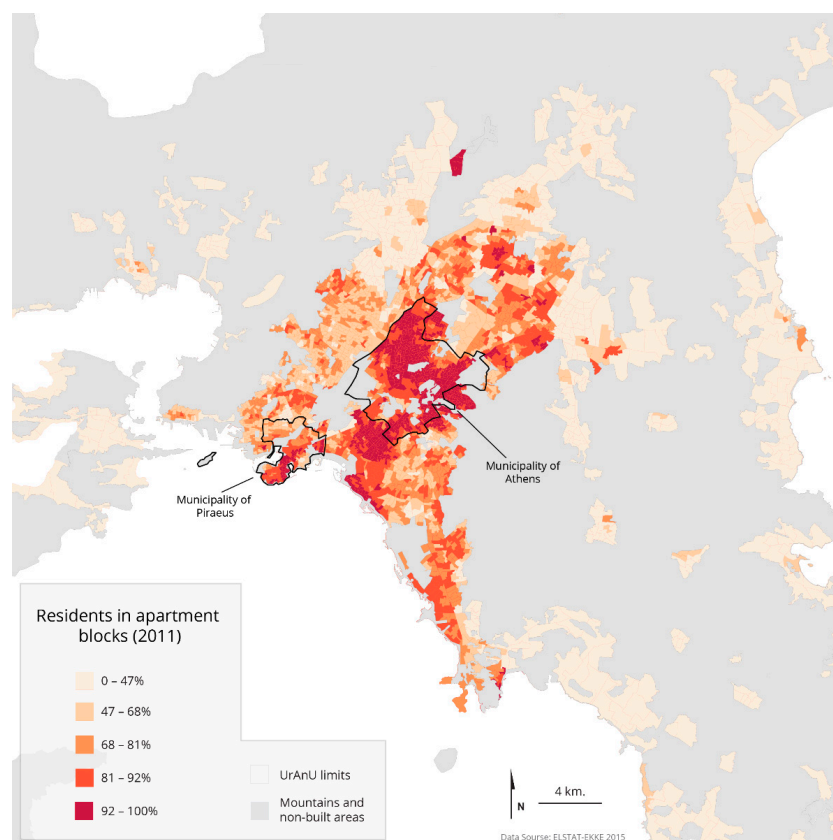 Municipality of
Athens
Municipality of
Piraeus
Residents in apartment
blocks (2011)
0 – 47%
47 – 68%
68 – 81%
81 – 92%
92 – 100%
UrAnU limits
Mountains and
non-built areas
N
4 km.
Data Sourse: ELSTAT-EKKE 2015